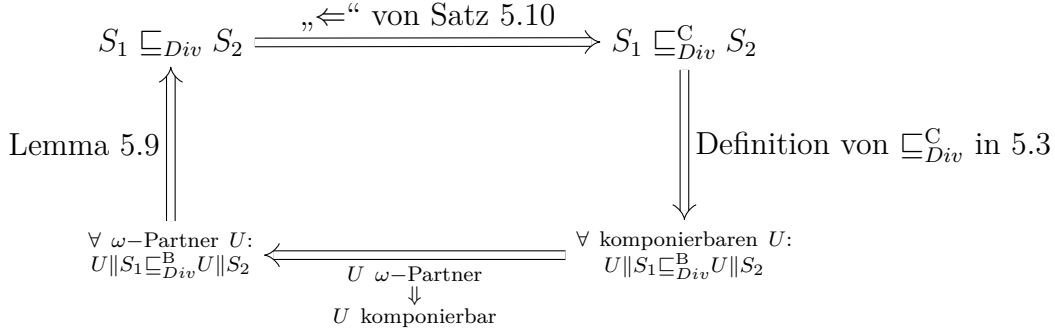 „⇐“ von Satz 5.10
S₁ ⊑_Div S₂
S₁ ⊑^C_Div S₂
Lemma 5.9
Definition von ⊑^C_Div in 5.3
∀ ω−Partner U:
U∥S₁⊑^B_Div U∥S₂
∀ komponierbaren U:
U∥S₁⊑^B_Div U∥S₂
U ω−Partner
⇓
U komponierbar